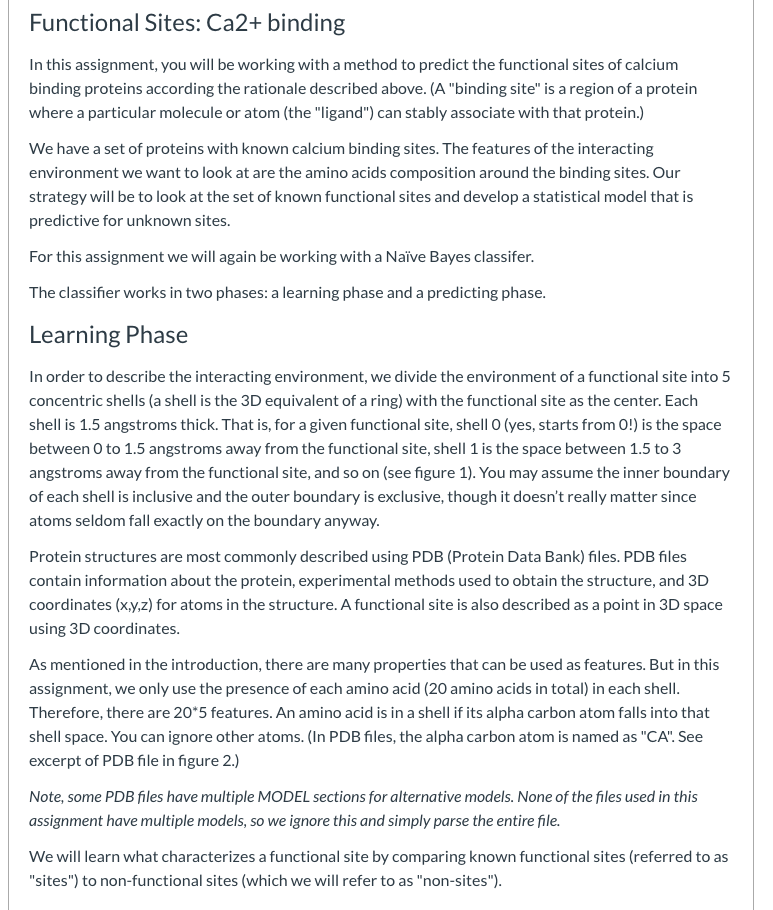 Functional Sites: Ca2+ binding
In this assignment, you will be working with a method to predict the functional sites of calcium
binding proteins according the rationale described above. (A "binding site" is a region of a protein
where a particular molecule or atom (the "ligand") can stably associate with that protein.)
We have a set of proteins with known calcium binding sites. The features of the interacting
environment we want to look at are the amino acids composition around the binding sites. Our
strategy will be to look at the set of known functional sites and develop a statistical model that is
predictive for unknown sites.
For this assignment we will again be working with a Naïve Bayes classifer.
The classifier works in two phases: a learning phase and a predicting phase.
Learning Phase
In order to describe the interacting environment, we divide the environment of a functional site into 5
concentric shells (a shell is the 3D equivalent of a ring) with the functional site as the center. Each
shell is 1.5 angstroms thick. That is, for a given functional site, shell 0 (yes, starts from 0!) is the space
between 0 to 1.5 angstroms away from the functional site, shell 1 is the space between 1.5 to 3
angstroms away from the functional site, and so on (see figure 1). You may assume the inner boundary
of each shell is inclusive and the outer boundary is exclusive, though it doesn’t really matter since
atoms seldom fall exactly on the boundary anyway.
Protein structures are most commonly described using PDB (Protein Data Bank) files. PDB files
contain information about the protein, experimental methods used to obtain the structure, and 3D
coordinates (x,y,z) for atoms in the structure. A functional site is also described as a point in 3D space
using 3D coordinates.
As mentioned in the introduction, there are many properties that can be used as features. But in this
assignment, we only use the presence of each amino acid (20 amino acids in total) in each shell.
Therefore, there are 20*5 features. An amino acid is in a shell if its alpha carbon atom falls into that
shell space. You can ignore other atoms. (In PDB files, the alpha carbon atom is named as "CA". See
excerpt of PDB file in figure 2.)
Note, some PDB files have multiple MODEL sections for alternative models. None of the files used in this
assignment have multiple models, so we ignore this and simply parse the entire file.
We will learn what characterizes a functional site by comparing known functional sites (referred to as
"sites") to non-functional sites (which we will refer to as "non-sites").